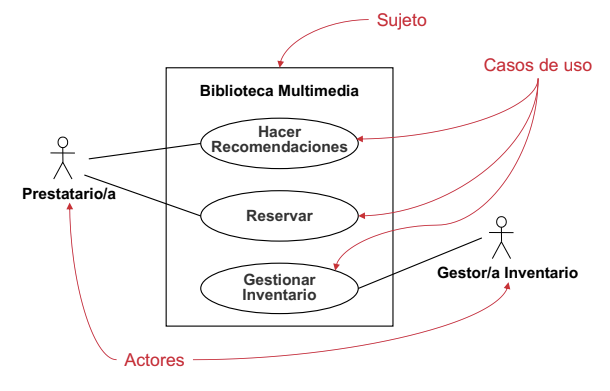 Sujeto
Casos de uso
Biblioteca Multimedia
Hacer
Recomendaciones
Prestatario/a
Reservar
Gestionar
Inventario
Gestor/a Inventario
Actores